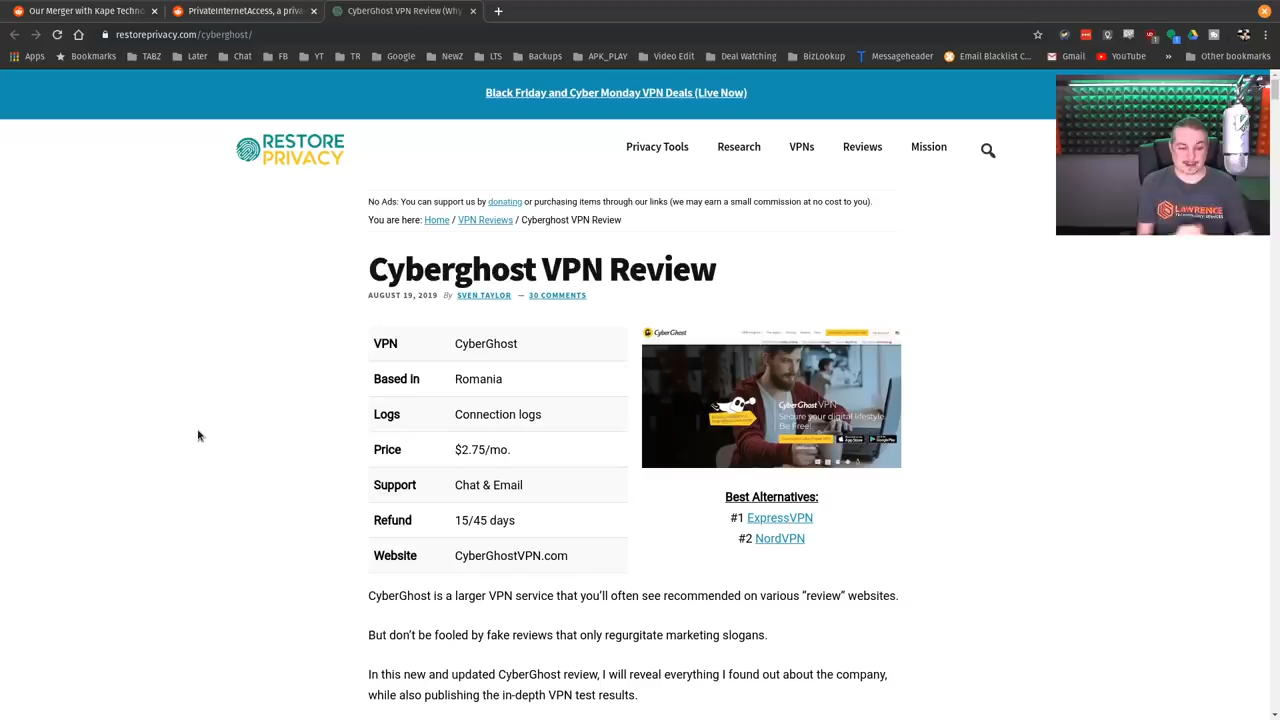 Our Merger with Kape Techno
PrivateInternetAccess, a priva
CyberGhost VPN Review (Why
restoreprivacy.com/cyberghost/
Apps
Bookmarks
TABZ
Later
Chat
FB
YT
TR
Google
NewZ
LTS
Backups
APK_PLAY
Video Edit
Deal Watching
BizLookup
Messageheader
Email Blacklist C...
Gmail
YouTube
»
Other bookmarks
Black Friday and Cyber Monday VPN Deals (Live Now)
RESTORE
PRIVACY
Privacy Tools
Research
VPNs
Reviews
Mission
LAWRENCE
No Ads: You can support us by donating or purchasing items through our links (we may earn a small commission at no cost to you).
You are here: Home / VPN Reviews / Cyberghost VPN Review
Cyberghost VPN Review
AUGUST 19, 2019 By SVEN TAYLOR — 30 COMMENTS
VPN CyberGhost
Based in Romania
Logs Connection logs
Price $2.75/mo.
Support Chat & Email
Refund 15/45 days
Website CyberGhostVPN.com
CyberGhost
CyberGhost VPN
Secure your digital lifestyle.
Be Free!
Best Alternatives:
#1 ExpressVPN
#2 NordVPN
CyberGhost is a larger VPN service that you’ll often see recommended on various “review” websites.
But don’t be fooled by fake reviews that only regurgitate marketing slogans.
In this new and updated CyberGhost review, I will reveal everything I found out about the company,
while also publishing the in-depth VPN test results.